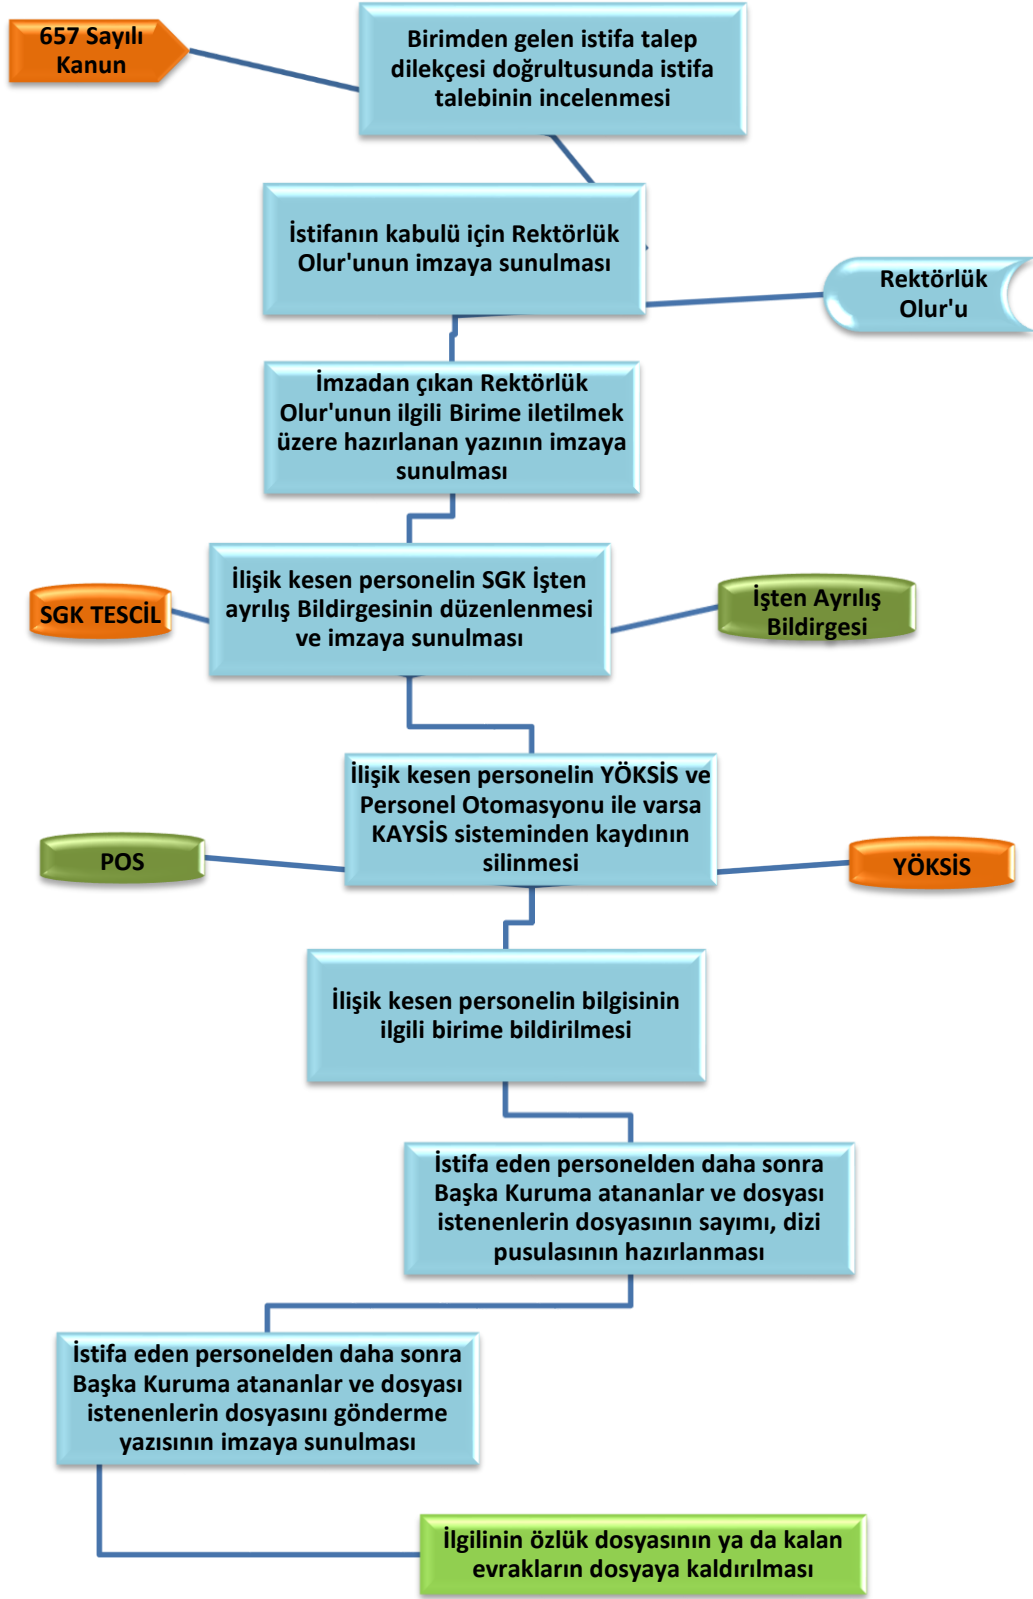 657 Sayılı
Kanun
Birimden gelen istifa talep
dilekçesi doğrultusunda istifa
talebinin incelenmesi
İstifanın kabulü için Rektörlük
Olur'unun imzaya sunulması
Rektörlük
Olur'u
İmzadan çıkan Rektörlük
Olur'unun ilgili Birime iletilmek
üzere hazırlanan yazının imzaya
sunulması
İlişik kesen personelin SGK İşten
ayrılış Bildirgesinin düzenlenmesi
ve imzaya sunulması
SGK TESCİL
İşten Ayrılış
Bildirgesi
İlişik kesen personelin YÖKSİS ve
Personel Otomasyonu ile varsa
KAYSİS sisteminden kaydının
silinmesi
POS
YÖKSİS
İlişik kesen personelin bilgisinin
ilgili birime bildirilmesi
İstifa eden personelden daha sonra
Başka Kuruma atananlar ve dosyası
istenenlerin dosyasının sayımı, dizi
pusulasının hazırlanması
İstifa eden personelden daha sonra
Başka Kuruma atananlar ve dosyası
istenenlerin dosyasını gönderme
yazısının imzaya sunulması
İlgilinin özlük dosyasının ya da kalan
evrakların dosyaya kaldırılması